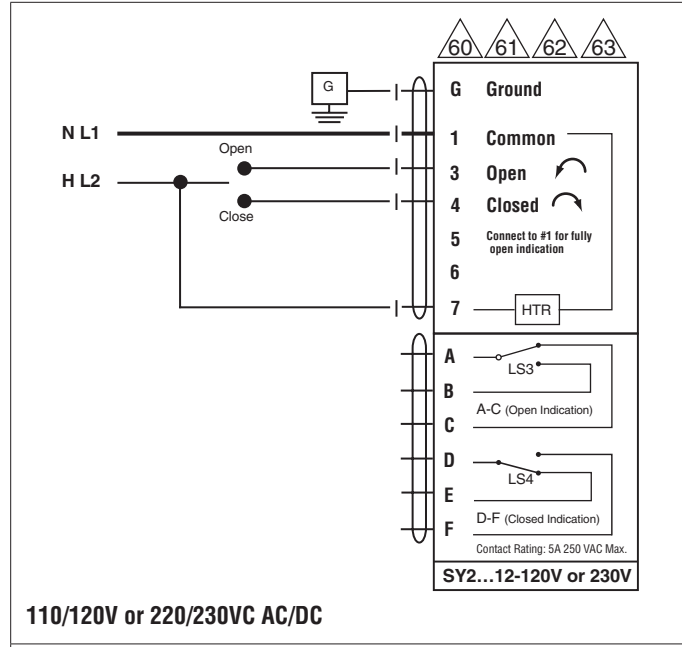 60 61 62 63
G
G Ground
N L1
1 Common
Open
3 Open
H L2
4 Closed
Close
5 Connect to #1 for fully
open indication
6
7 HTR
A
LS3
B
A-C (Open Indication)
C
D
LS4
E
D-F (Closed Indication)
F
Contact Rating: 5A 250 VAC Max.
SY2...12-120V or 230V
110/120V or 220/230VC AC/DC